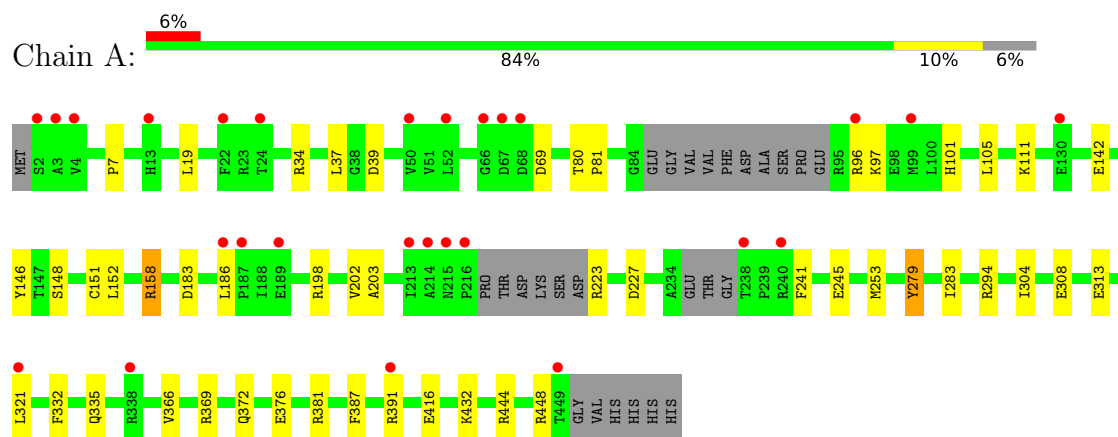 6%
Chain A:
84% 10% 6%
MET S2 A3 V4 P7 H13 L19 F22 R23 T24 R34 L37 G38 D39 V50 V51 L52 G66 D67 D68 D69 T80 P81 G84 GLU GLY VAL VAL PHE ASP ALA SER PRO GLU R95 R96 K97 E98 M99 L100 H101 L105 K111 E130 E142
Y146 T147 S148 C151 L152 R158 D183 L186 P187 I188 E189 R198 V202 A203 I213 A214 N215 P216 PRO THR ASP LYS SER ASP R223 D227 A234 GLU THR GLY T238 P239 R240 F241 E245 M253 Y279 I283 R294 I304 E308 E313
L321 F332 Q335 R338 V366 R369 Q372 E376 R381 F387 R391 E416 K432 R444 R448 T449 GLY VAL HIS HIS HIS HIS